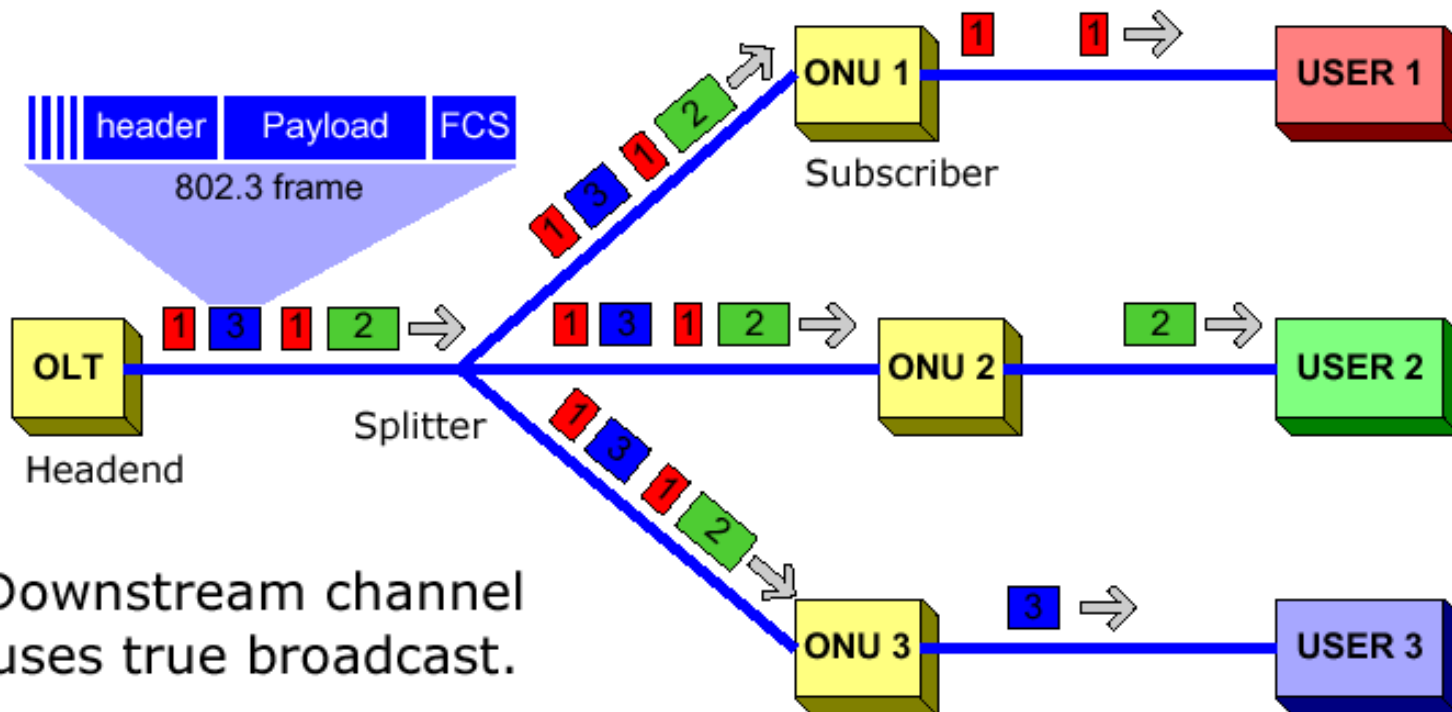 1 1
ONU 1
USER 1
header Payload FCS
802.3 frame
Subscriber
1 3 1 2
1 3 1 2
1 3 1 2
2
OLT
ONU 2
USER 2
Splitter
Headend
1 3 1 2
Downstream channel
uses true broadcast.
3
ONU 3
USER 3